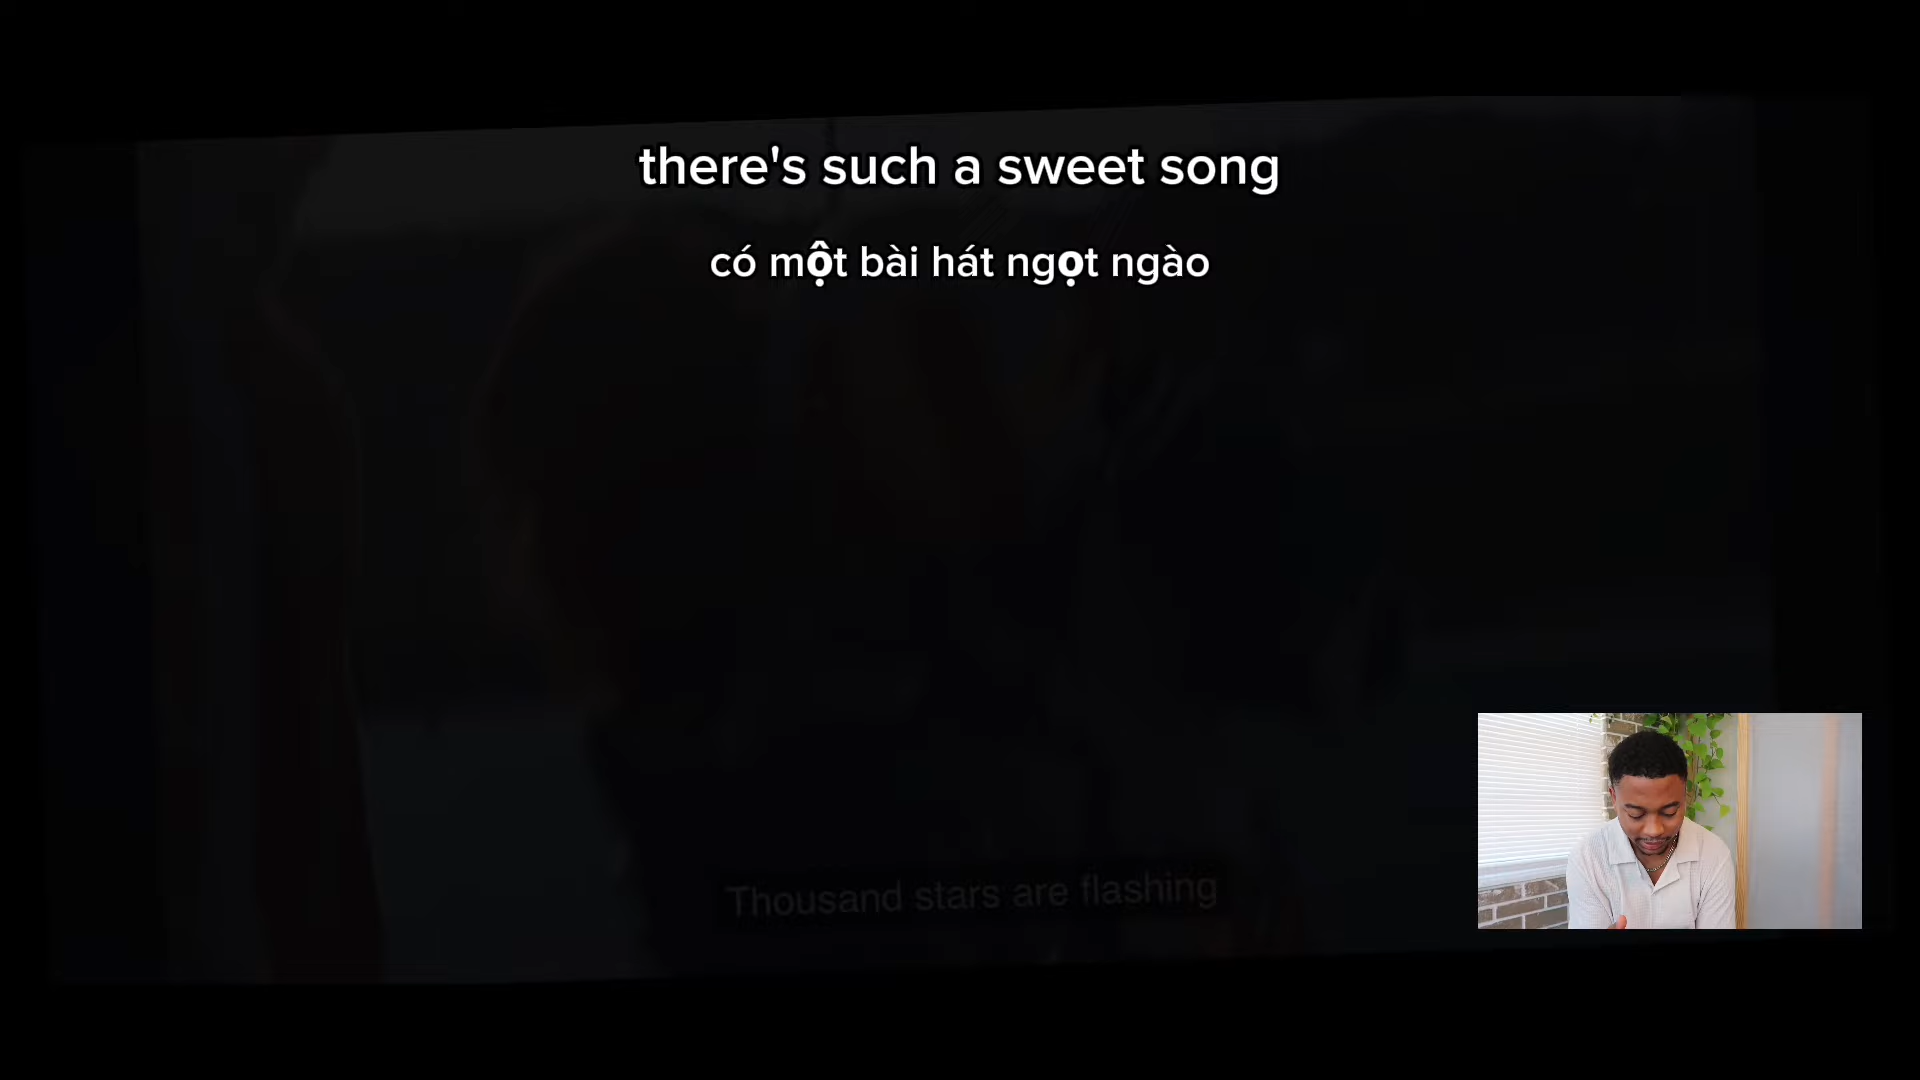 there's such a sweet song
có một bài hát ngọt ngào
Thousand stars are flashing